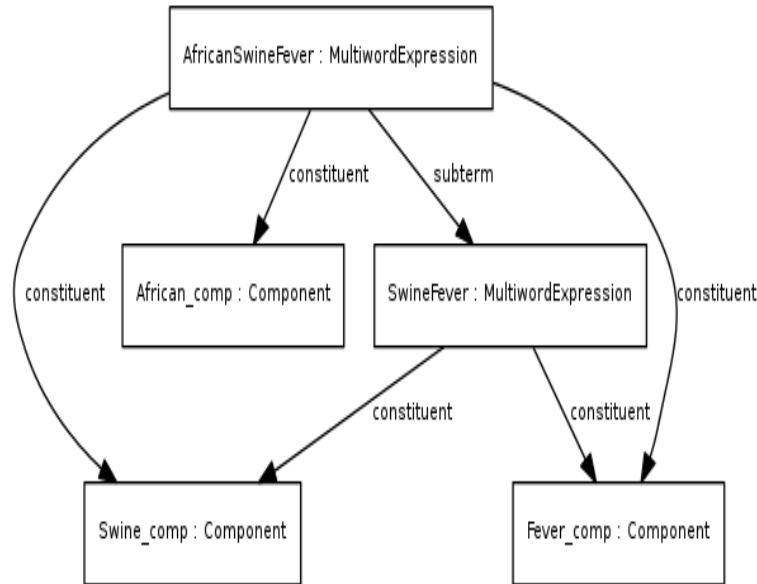 AfricanSwineFever : MultiwordExpression
constituent
subterm
constituent
African_comp : Component
SwineFever : MultiwordExpression
constituent
constituent
constituent
Swine_comp : Component
Fever_comp : Component